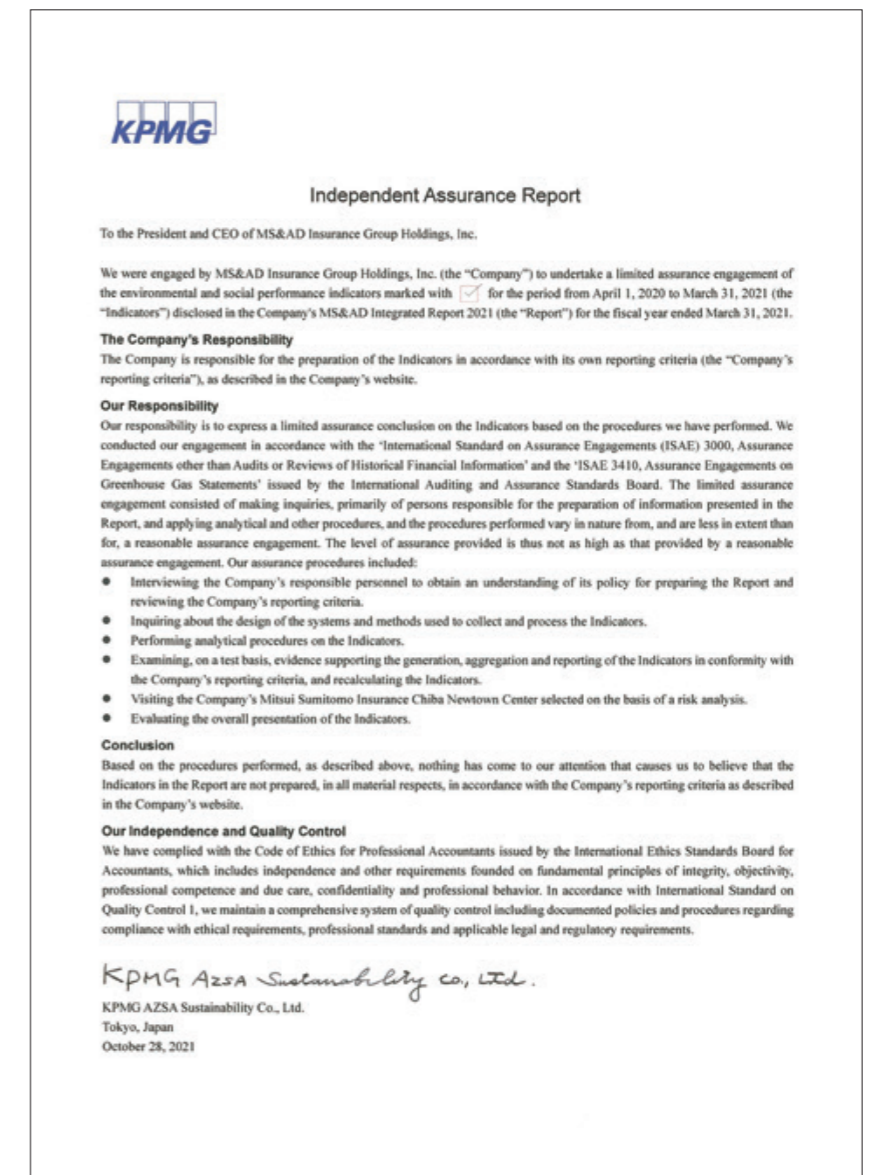 KPMG
Independent Assurance Report
To the President and CEO of MS&AD Insurance Group Holdings, Inc.
We were engaged by MS&AD Insurance Group Holdings, Inc. (the “Company”) to undertake a limited assurance engagement of
the environmental and social performance indicators marked with ☑ for the period from April 1, 2020 to March 31, 2021 (the
“Indicators”) disclosed in the Company’s MS&AD Integrated Report 2021 (the “Report”) for the fiscal year ended March 31, 2021.
The Company’s Responsibility
The Company is responsible for the preparation of the Indicators in accordance with its own reporting criteria (the “Company’s
reporting criteria”), as described in the Company’s website.
Our Responsibility
Our responsibility is to express a limited assurance conclusion on the Indicators based on the procedures we have performed. We
conducted our engagement in accordance with the ‘International Standard on Assurance Engagements (ISAE) 3000, Assurance
Engagements other than Audits or Reviews of Historical Financial Information’ and the ‘ISAE 3410, Assurance Engagements on
Greenhouse Gas Statements’ issued by the International Auditing and Assurance Standards Board. The limited assurance
engagement consisted of making inquiries, primarily of persons responsible for the preparation of information presented in the
Report, and applying analytical and other procedures, and the procedures performed vary in nature from, and are less in extent than
for, a reasonable assurance engagement. The level of assurance provided is thus not as high as that provided by a reasonable
assurance engagement. Our assurance procedures included:
● Interviewing the Company’s responsible personnel to obtain an understanding of its policy for preparing the Report and
reviewing the Company’s reporting criteria.
● Inquiring about the design of the systems and methods used to collect and process the Indicators.
● Performing analytical procedures on the Indicators.
● Examining, on a test basis, evidence supporting the generation, aggregation and reporting of the Indicators in conformity with
the Company’s reporting criteria, and recalculating the Indicators.
● Visiting the Company’s Mitsui Sumitomo Insurance Chiba Newtown Center selected on the basis of a risk analysis.
● Evaluating the overall presentation of the Indicators.
Conclusion
Based on the procedures performed, as described above, nothing has come to our attention that causes us to believe that the
Indicators in the Report are not prepared, in all material respects, in accordance with the Company’s reporting criteria as described
in the Company’s website.
Our Independence and Quality Control
We have complied with the Code of Ethics for Professional Accountants issued by the International Ethics Standards Board for
Accountants, which includes independence and other requirements founded on fundamental principles of integrity, objectivity,
professional competence and due care, confidentiality and professional behavior. In accordance with International Standard on
Quality Control 1, we maintain a comprehensive system of quality control including documented policies and procedures regarding
compliance with ethical requirements, professional standards and applicable legal and regulatory requirements.
KPMG AZSA Sustainability Co., Ltd.
KPMG AZSA Sustainability Co., Ltd.
Tokyo, Japan
October 28, 2021